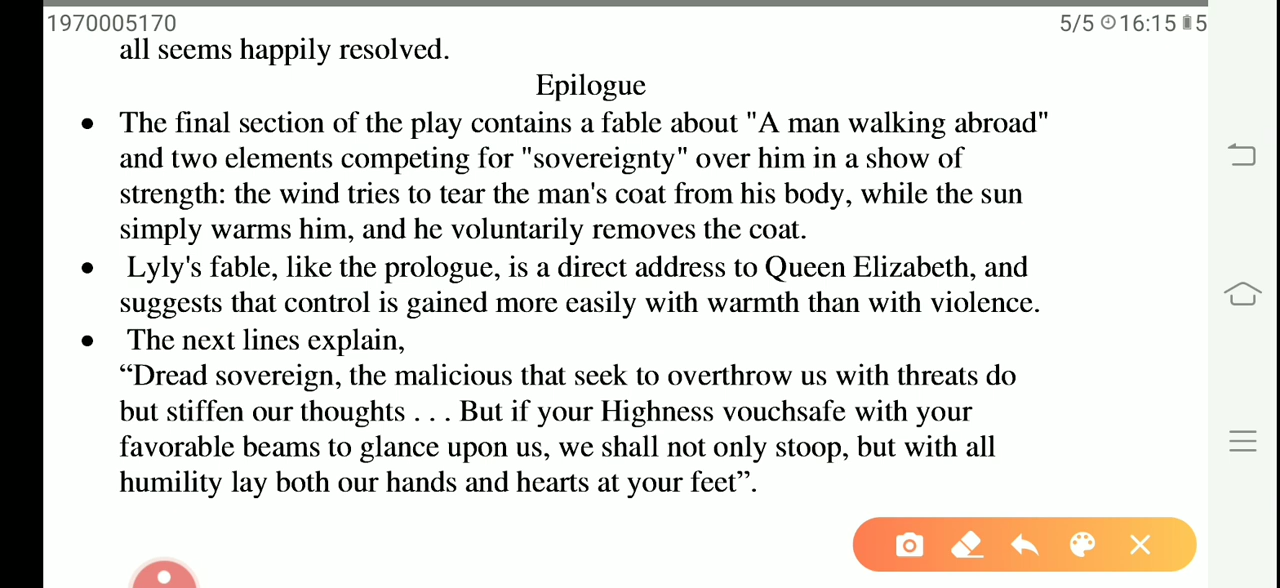 1970005170
5/5 16:15 5
all seems happily resolved.
Epilogue
• The final section of the play contains a fable about "A man walking abroad"
and two elements competing for "sovereignty" over him in a show of
strength: the wind tries to tear the man's coat from his body, while the sun
simply warms him, and he voluntarily removes the coat.
• Lyly's fable, like the prologue, is a direct address to Queen Elizabeth, and
suggests that control is gained more easily with warmth than with violence.
• The next lines explain,
“Dread sovereign, the malicious that seek to overthrow us with threats do
but stiffen our thoughts . . . But if your Highness vouchsafe with your
favorable beams to glance upon us, we shall not only stoop, but with all
humility lay both our hands and hearts at your feet”.